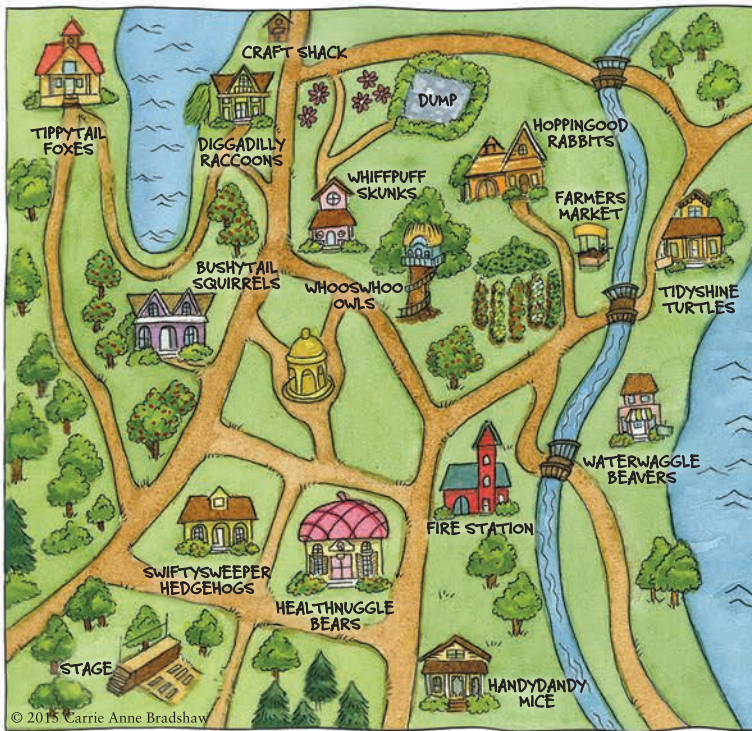 CRAFT SHACK
DUMP
TIPPYTAIL
FOXES
DIGGADILLY
RACCOONS
HOPPINGOOD
RABBITS
WHIFFPUFF
SKUNKS
FARMERS
MARKET
BUSHYTAIL
SQUIRRELS
WHOOSWHOO
OWLS
TIDYSHINE
TURTLES
WATERWAGGLE
BEAVERS
FIRE STATION
SWIFTYSWEEPER
HEDGEHOGS
HEALTHNUGGLE
BEARS
STAGE
HANDYDANDY
MICE
© 2015 Carrie Anne Bradshaw